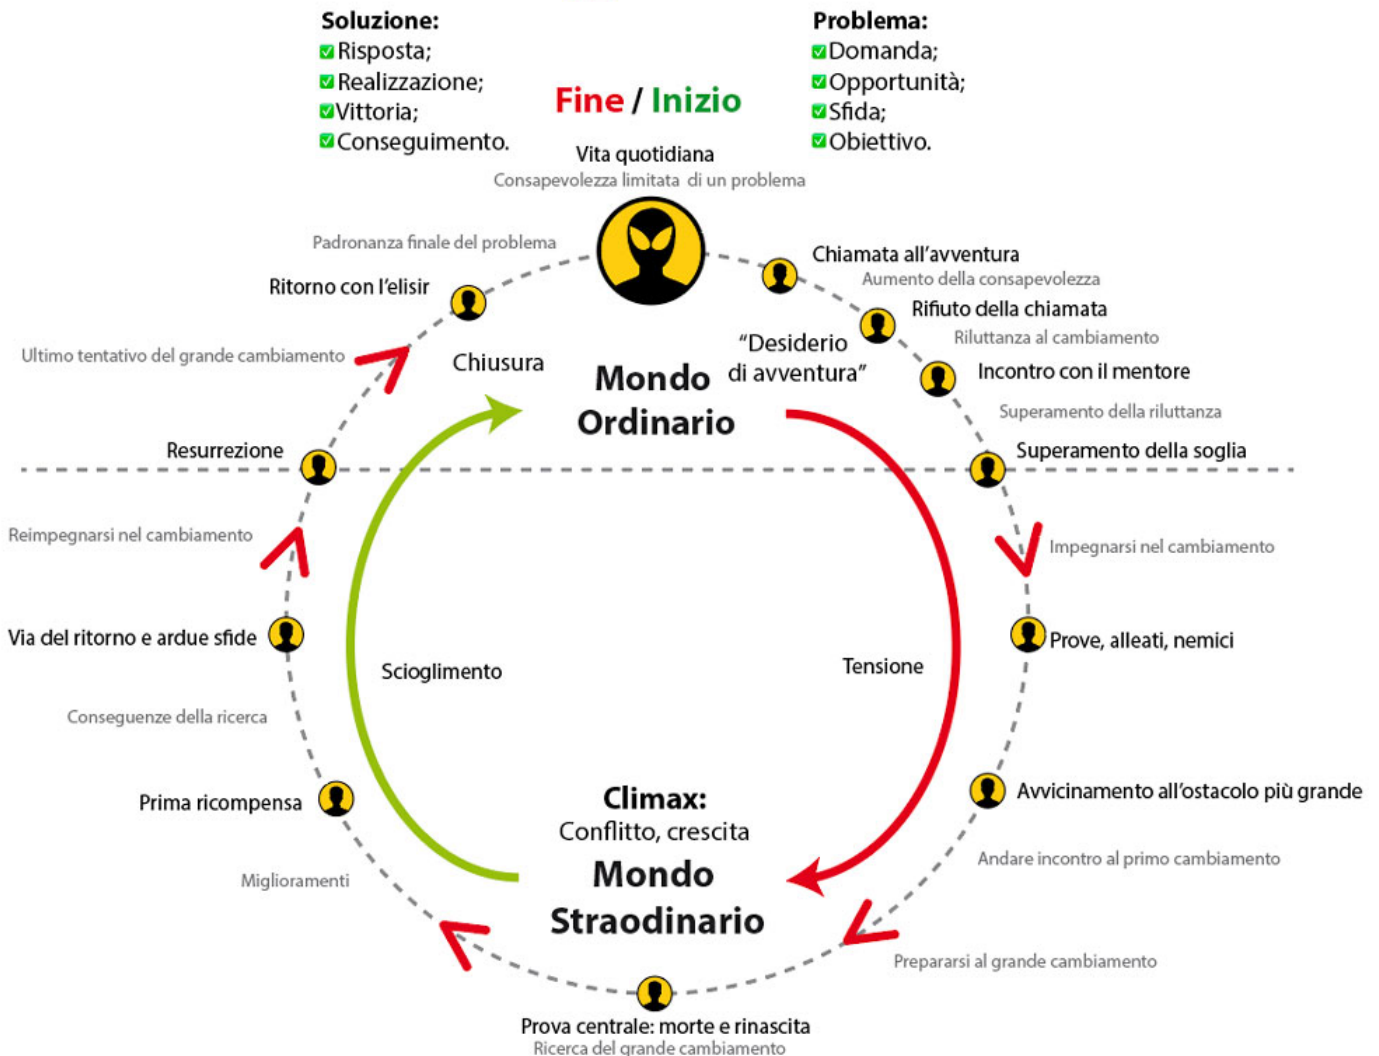 Soluzione:
✅Risposta;
✅Realizzazione;
✅Vittoria;
✅Conseguimento.
Problema:
✅Domanda;
✅Opportunità;
✅Sfida;
✅Obiettivo.
Fine / Inizio
Vita quotidiana
Consapevolezza limitata di un problema
Chiamata all’avventura
Aumento della consapevolezza
Rifiuto della chiamata
Riluttanza al cambiamento
Incontro con il mentore
Superamento della riluttanza
Superamento della soglia
Impegnarsi nel cambiamento
Prove, alleati, nemici
Avvicinamento all’ostacolo più grande
Andare incontro al primo cambiamento
Prepararsi al grande cambiamento
Prova centrale: morte e rinascita
Ricerca del grande cambiamento
Miglioramenti
Prima ricompensa
Conseguenze della ricerca
Via del ritorno e ardue sfide
Reimpegnarsi nel cambiamento
Resurrezione
Ultimo tentativo del grande cambiamento
Ritorno con l’elisir
Padronanza finale del problema
Chiusura
Mondo
Ordinario
“Desiderio
di avventura”
Tensione
Scioglimento
Climax:
Conflitto, crescita
Mondo
Straodinario